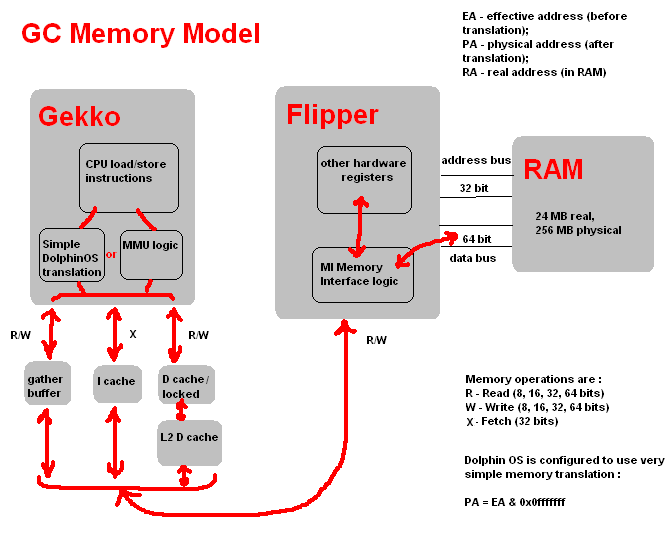 GC Memory Model
EA - effective address (before
translation);
PA - physical address (after
translation);
RA - real address (in RAM)
Gekko
CPU load/store
instructions
Simple
DolphinOS
translation
or
MMU logic
Flipper
other hardware
registers
MI Memory
Interface logic
address bus
32 bit
64 bit
data bus
RAM
24 MB real,
256 MB physical
R/W
X
R/W
R/W
gather
buffer
I cache
D cache/
locked
L2 D cache
Memory operations are :
R - Read (8, 16, 32, 64 bits)
W - Write (8, 16, 32, 64 bits)
X - Fetch (32 bits)
Dolphin OS is configured to use very
simple memory translation :
PA = EA & 0x0fffffff